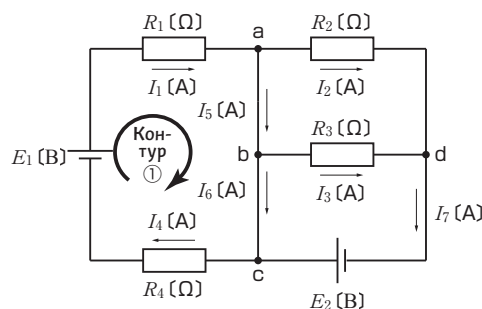 R₁〔Ω〕
a
R₂〔Ω〕
I₁〔A〕
I₂〔A〕
I₅〔A〕
R₃〔Ω〕
Кон-
тур
①
E₁〔В〕
b
d
I₆〔A〕
I₃〔A〕
I₇〔A〕
I₄〔A〕
c
R₄〔Ω〕
E₂〔В〕